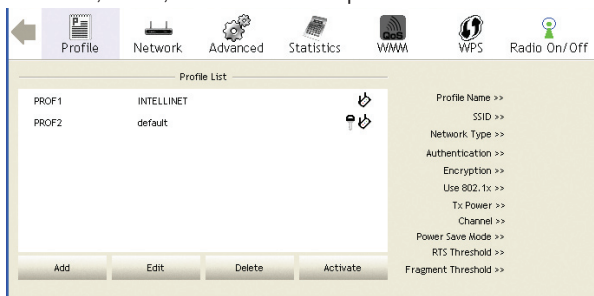 Profile Network Advanced Statistics QoS WMM WPS Radio On/Off
Profile List
PROF1 INTELLINET
PROF2 default
Profile Name >>
SSID >>
Network Type >>
Authentication >>
Encryption >>
Use 802.1x >>
Tx Power >>
Channel >>
Power Save Mode >>
RTS Threshold >>
Fragment Threshold >>
Add Edit Delete Activate